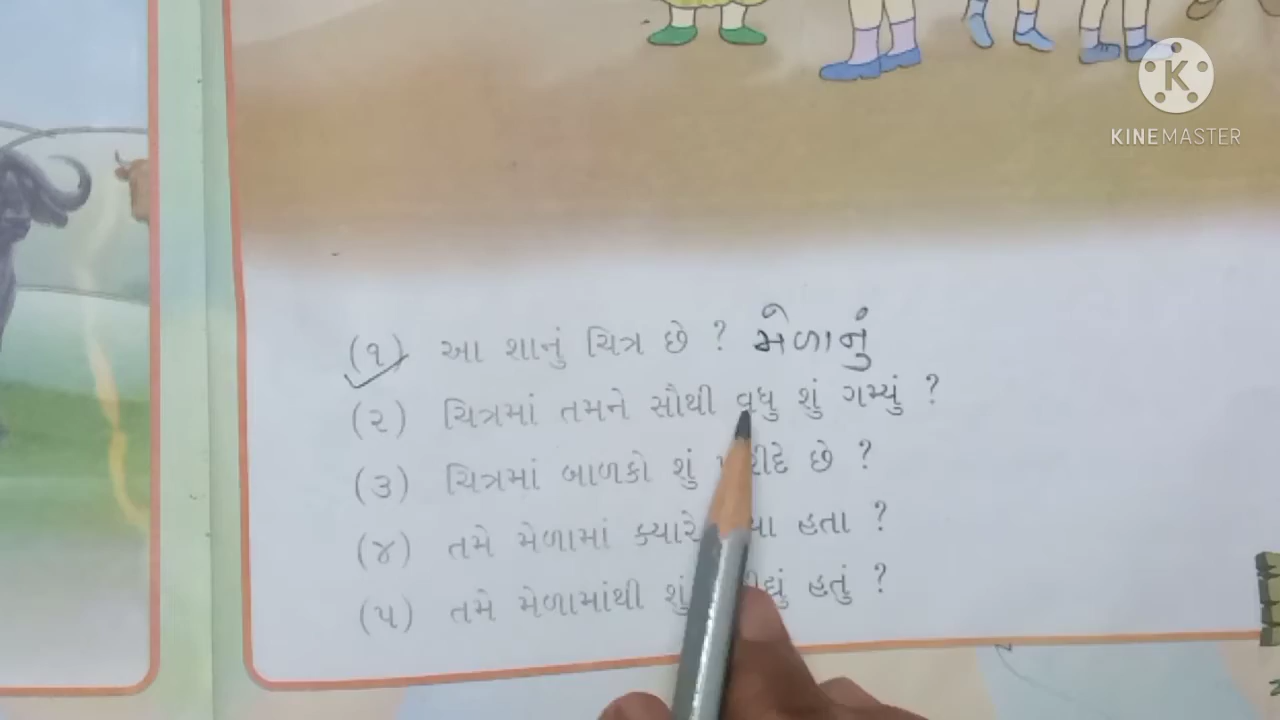 KINEMASTER
(૧) આ શાનું ચિત્ર છે ? મેળાનું
(૨) ચિત્રમાં તમને સૌથી વધુ શું ગમ્યું ?
(૩) ચિત્રમાં બાળકો શું છે ?
(૪) તમે મેળામાં ક્યારે હતા ?
(૫) તમે મેળામાંથી શું હતું ?